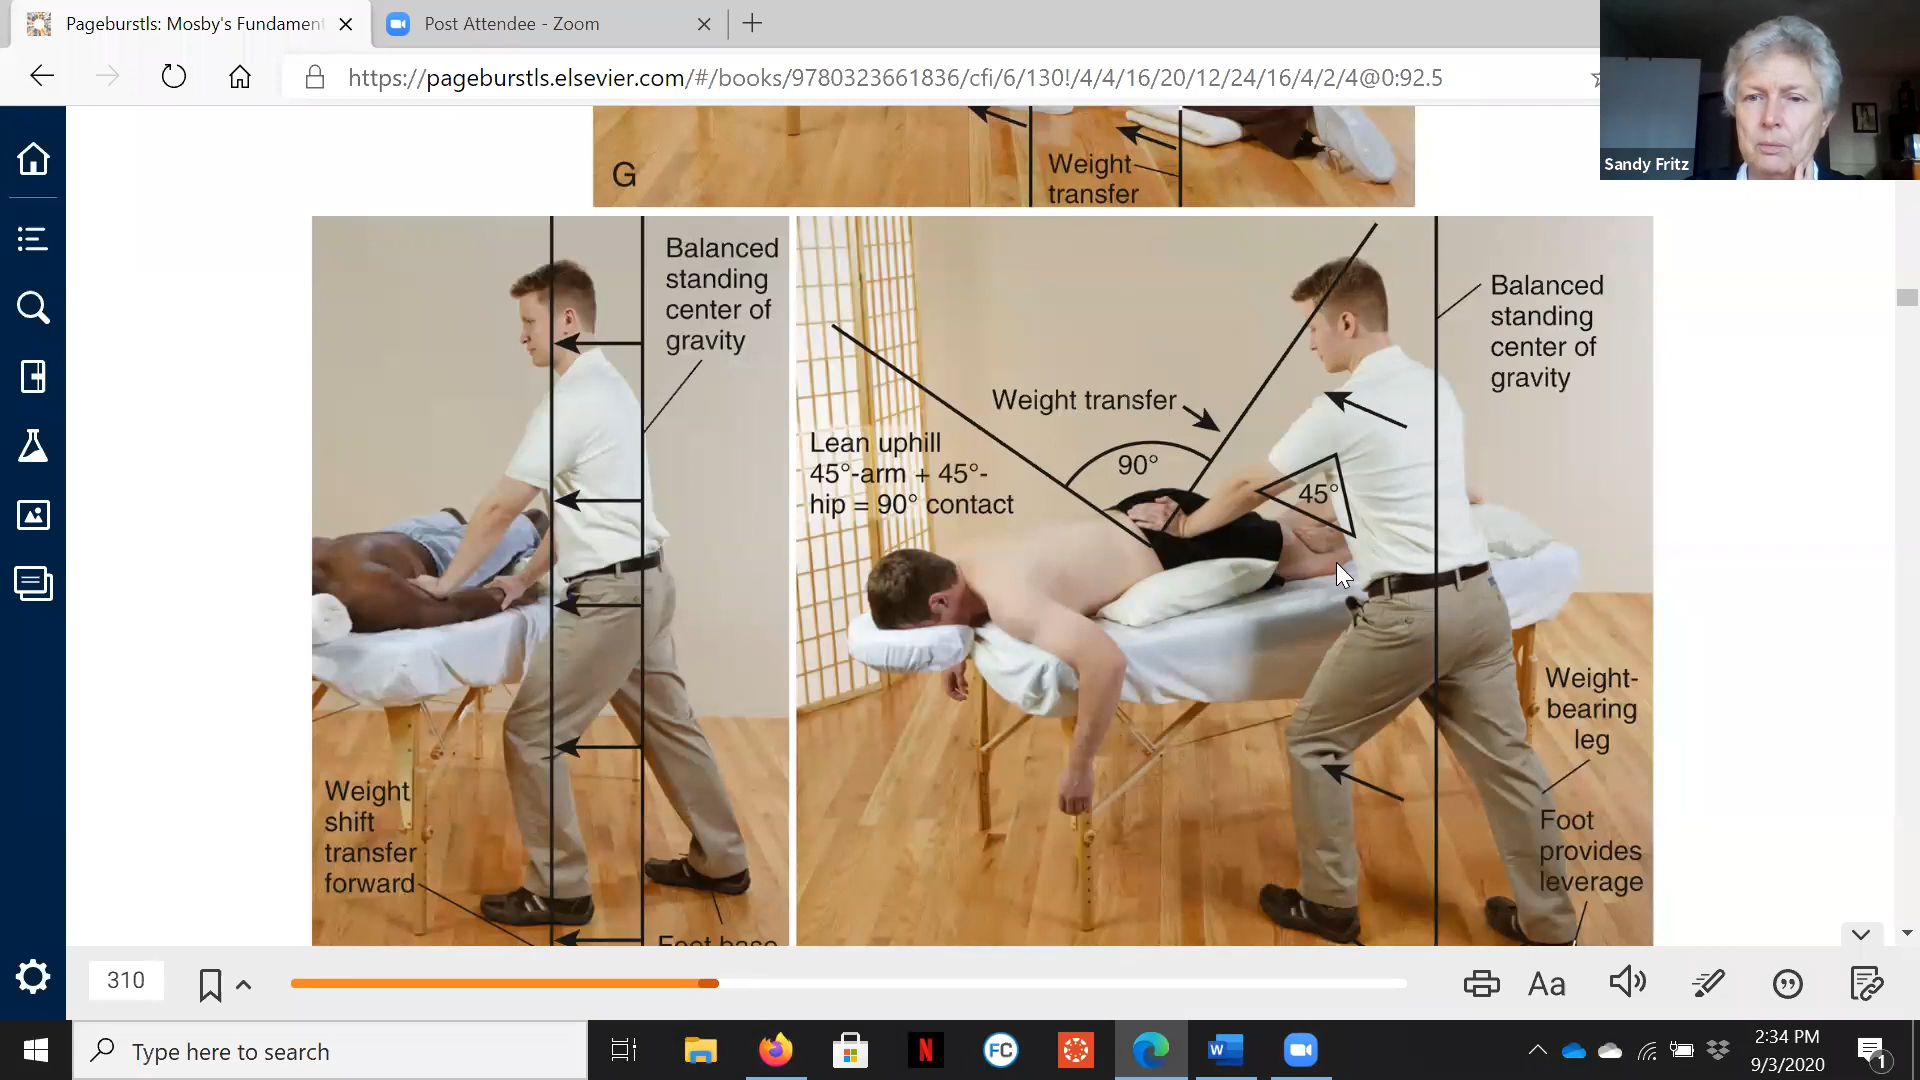 Pageburstls: Mosby's Fundament
Post Attendee - Zoom
https://pageburstls.elsevier.com/#/books/9780323661836/cfi/6/130!/4/4/16/20/12/24/16/4/2/4@0:92.5
Sandy Fritz
G
Weight
transfer
Balanced
standing
center of
gravity
Weight
shift
transfer
forward
Foot base
Weight transfer
90°
45°
Lean uphill
45°-arm + 45°-
hip = 90° contact
Balanced
standing
center of
gravity
Weight-
bearing
leg
Foot
provides
leverage
310
Aa
Type here to search
N
FC
W
2:34 PM
9/3/2020
1